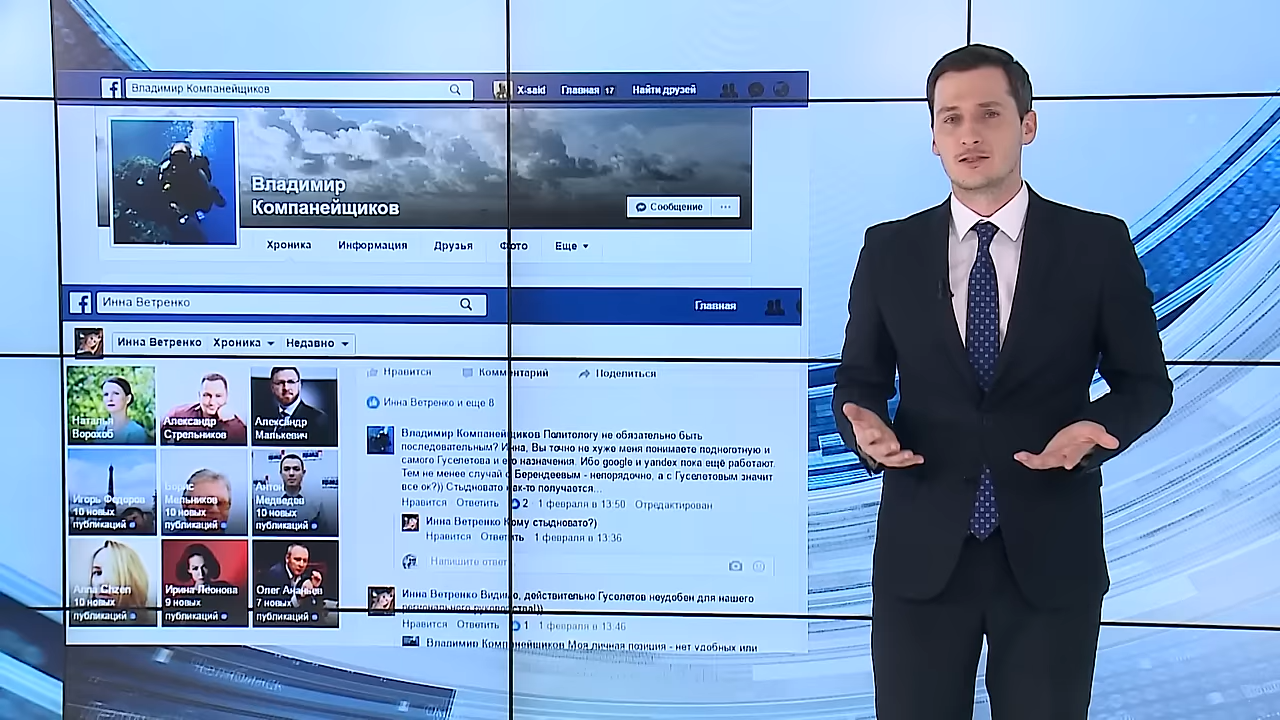 Владимир Компанейщиков
X-said
Главная 17
Найти друзей
Владимир
Компанейщиков
Сообщение
Хроника
Информация
Друзья
Фото
Еще
Инна Ветренко
Главная
Инна Ветренко
Хроника
Недавно
Нравится
Комментарий
Поделиться
Инна Ветренко и еще 8
Наталья
Ворохоб
Александр
Стрельников
Александр
Малькевич
Игорь Федоров
10 новых
публикаций
Борис
Мельников
10 новых
публикаций
Антон
Медведев
10 новых
публикаций
Anna Chzen
10 новых
публикаций
Ирина Леонова
9 новых
публикаций
Олег Ананьев
7 новых
публикаций
Владимир Компанейщиков Политологу не обязательно быть
последовательным? Инна, Вы точно не хуже меня понимаете подноготную и
самого Гуселетова и его назначения. Ибо google и yandex пока ещё работают.
Тем не менее случай с Берендеевым - непорядочно, а с Гуселетовым значит
все ок?)) Стыдновато как-то получается...
Нравится Ответить 2 1 февраля в 13:50 Отредактирован
Инна Ветренко Кому стыдновато?)
Нравится Ответить 1 февраля в 13:36
Напишите ответ
Инна Ветренко Видимо, действительно Гуселетов неудобен для нашего
регионального руководства!))
Нравится Ответить 1 1 февраля в 13:46
Владимир Компанейщиков Моя личная позиция - нет удобных или